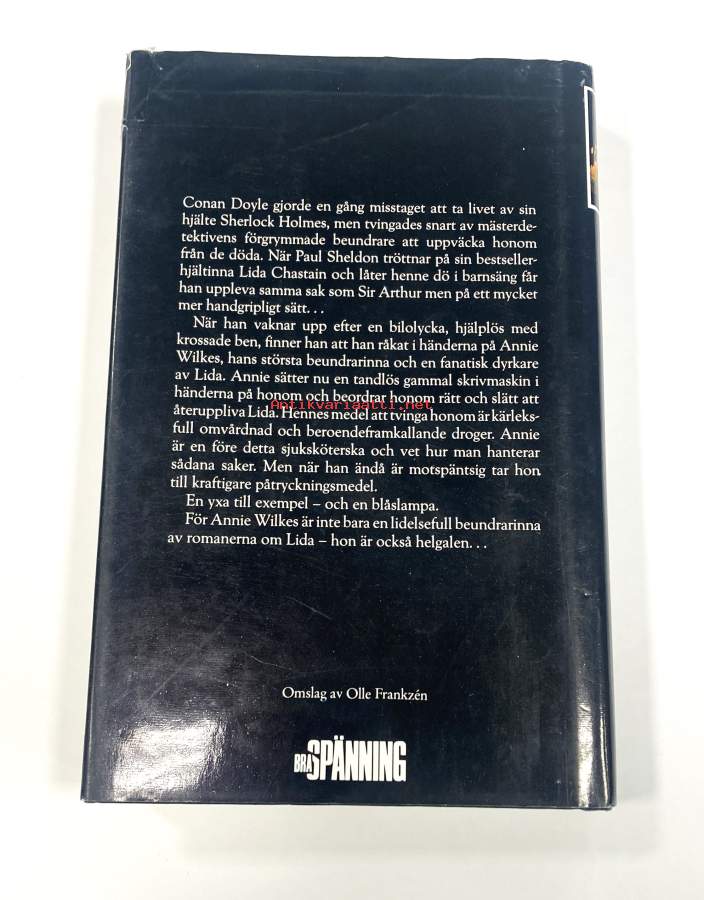 Conan Doyle gjorde en gång misstaget att ta livet av sin
hjälte Sherlock Holmes, men tvingades snart av mästerde-
tektivens förgrymmade beundrare att uppväcka honom
från de döda. När Paul Sheldon tröttnar på sin bestseller-
hjältinna Lida Chastain och låter henne dö i barnsäng får
han uppleva samma sak som Sir Arthur men på ett mycket
mer handgripligt sätt. . .
När han vaknar upp efter en bilolycka, hjälplös med
krossade ben, finner han att han råkat i händerna på Annie
Wilkes, hans största beundrarinna och en fanatisk dyrkare
av Lida. Annie sätter nu en tandlös gammal skrivmaskin i
händerna på honom och beordrar honom rätt och slätt att
Antikvariaatti.net
återuppliva Lida. Hennes medel att tvinga honom är kärleks-
full omvårdnad och beroendeframkallande droger. Annie
är en före detta sjuksköterska och vet hur man hanterar
sådana saker. Men när han ändå är motspäntsig tar hon
till kraftigare påtryckningsmedel.
En yxa till exempel – och en blåslampa.
För Annie Wilkes är inte bara en lidelsefull beundrarinna
av romanerna om Lida – hon är också helgalen. . .
Omslag av Olle Frankzén
BRA SPÄNNING